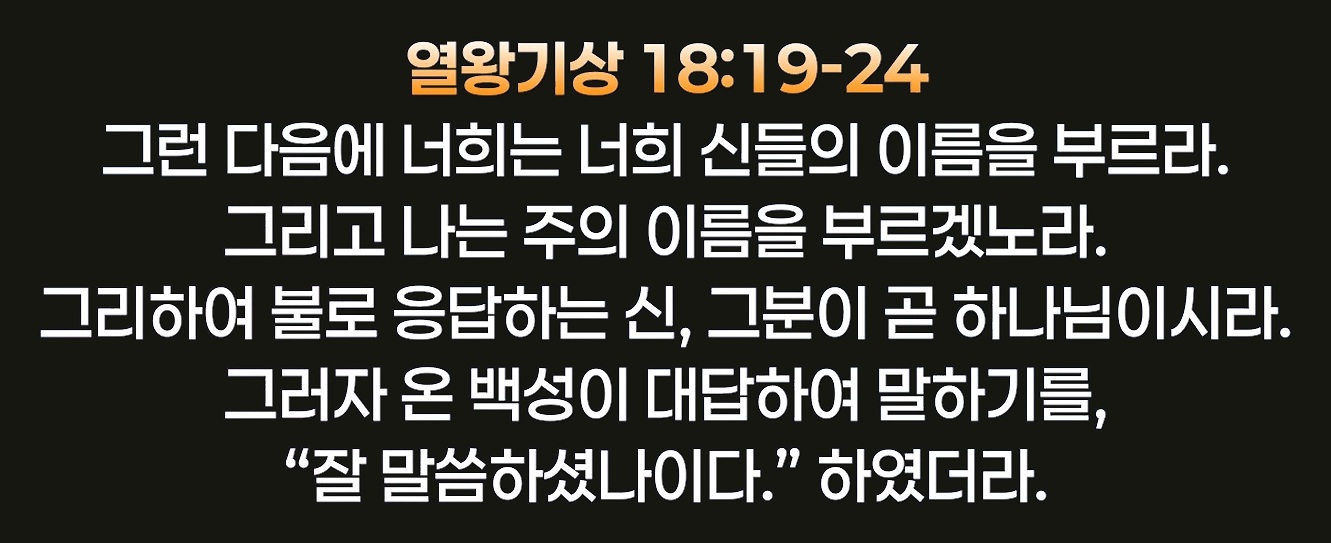 열왕기상 18:19-24
그런 다음에 너희는 너희 신들의 이름을 부르라.
그리고 나는 주의 이름을 부르겠노라.
그리하여 불로 응답하는 신, 그분이 곧 하나님이시라.
그러자 온 백성이 대답하여 말하기를,
“잘 말씀하셨나이다.” 하였더라.